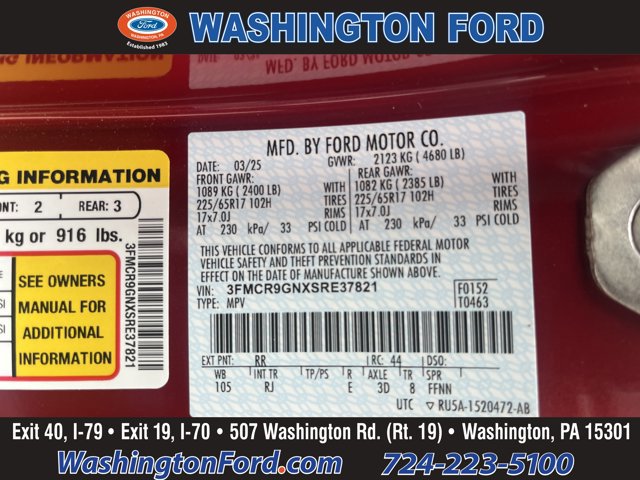 WASHINGTON FORD
WASHINGTON
Ford
WASHINGTON, PA
Established 1983
MFD. BY FORD MOTOR CO.
DATE: 03/25 GVWR: 2123 KG ( 4680 LB)
FRONT GAWR: REAR GAWR:
1089 KG ( 2400 LB) WITH 1082 KG ( 2385 LB) WITH
225/65R17 102H TIRES 225/65R17 102H TIRES
17x7.0J RIMS 17x7.0J RIMS
AT 230 kPa/ 33 PSI COLD AT 230 kPa/ 33 PSI COLD
THIS VEHICLE CONFORMS TO ALL APPLICABLE FEDERAL MOTOR
VEHICLE SAFETY AND THEFT PREVENTION STANDARDS IN
EFFECT ON THE DATE OF MANUFACTURE SHOWN ABOVE.
VIN: 3FMCR9GNXSRE37821 F0152
TYPE: MPV T0463
EXT PNT: RR RC: 44 DSO:
WB INT TR TP/PS R AXLE TR SPR
105 RJ E 3D 8 FFNN
UTC ▽ RU5A-1520472-AB
NG INFORMATION
NT: 2 REAR: 3
kg or 916 lbs.
SEE OWNERS
MANUAL FOR
ADDITIONAL
INFORMATION
3FMCR9GNXSRE37821
Exit 40, I-79 • Exit 19, I-70 • 507 Washington Rd. (Rt. 19) • Washington, PA 15301
WashingtonFord.com 724-223-5100